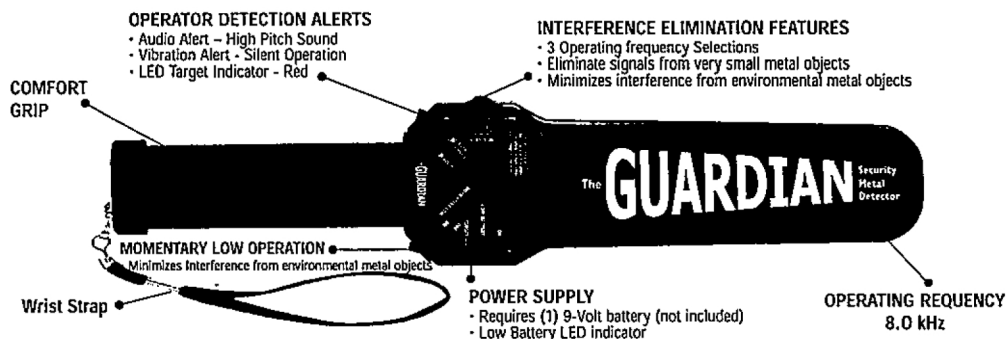 OPERATOR DETECTION ALERTS
• Audio Alert – High Pitch Sound
• Vibration Alert - Silent Operation
• LED Target Indicator - Red
INTERFERENCE ELIMINATION FEATURES
• 3 Operating frequency Selections
• Eliminate signals from very small metal objects
• Minimizes interference from environmental metal objects
COMFORT
GRIP
The GUARDIAN Security
Metal
Detector
GUARDIAN
MOMENTARY LOW OPERATION
• Minimizes Interference from environmental metal objects
Wrist Strap
POWER SUPPLY
• Requires (1) 9-Volt battery (not included)
• Low Battery LED indicator
OPERATING REQUENCY
8.0 kHz